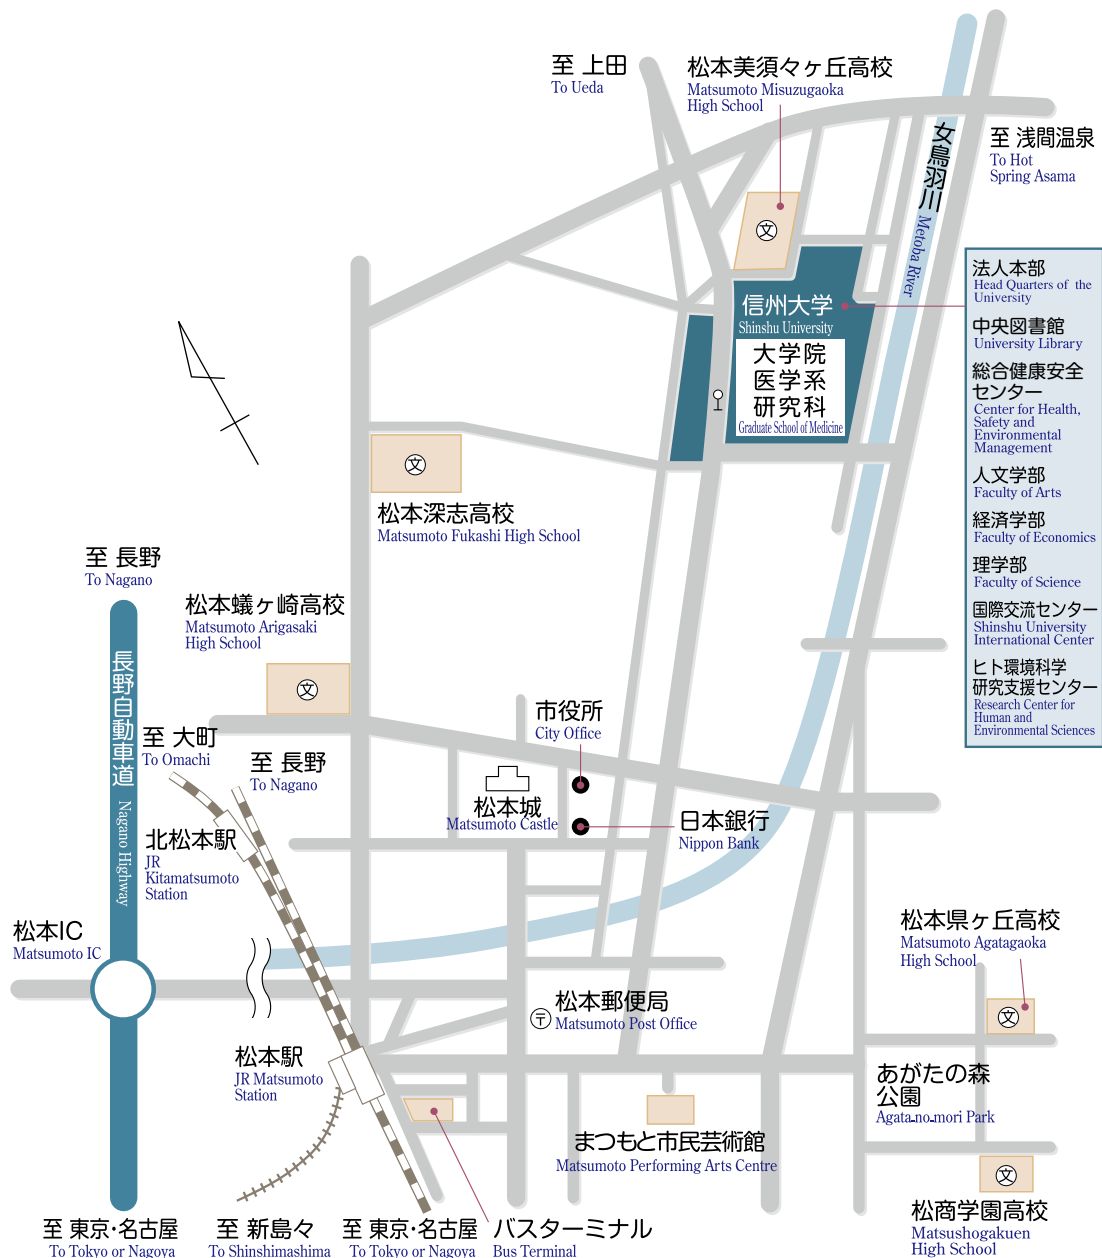 至 上田
To Ueda
松本美須々ヶ丘高校
Matsumoto Misuzugaoka
High School
文
女鳥羽川
Metoba River
至 浅間温泉
To Hot
Spring Asama
信州大学
Shinshu University
大学院
医学系
研究科
Graduate School of Medicine
法人本部
Head Quarters of the
University
中央図書館
University Library
総合健康安全
センター
Center for Health,
Safety and
Environmental
Management
人文学部
Faculty of Arts
経済学部
Faculty of Economics
理学部
Faculty of Science
国際交流センター
Shinshu University
International Center
ヒト環境科学
研究支援センター
Research Center for
Human and
Environmental Sciences
文
松本深志高校
Matsumoto Fukashi High School
至 長野
To Nagano
長野自動車道
Nagano Highway
松本蟻ヶ崎高校
Matsumoto Arigasaki
High School
文
至 大町
To Omachi
至 長野
To Nagano
市役所
City Office
松本城
Matsumoto Castle
日本銀行
Nippon Bank
北松本駅
JR
Kitamatsumoto
Station
松本IC
Matsumoto IC
松本県ヶ丘高校
Matsumoto Agatagaoka
High School
文
〒
松本郵便局
Matsumoto Post Office
松本駅
JR Matsumoto
Station
あがたの森
公園
Agata-no-mori Park
まつもと市民芸術館
Matsumoto Performing Arts Centre
文
松商学園高校
Matsushogakuen
High School
至 東京・名古屋
To Tokyo or Nagoya
至 新島々
To Shinshimashima
至 東京・名古屋
To Tokyo or Nagoya
バスターミナル
Bus Terminal